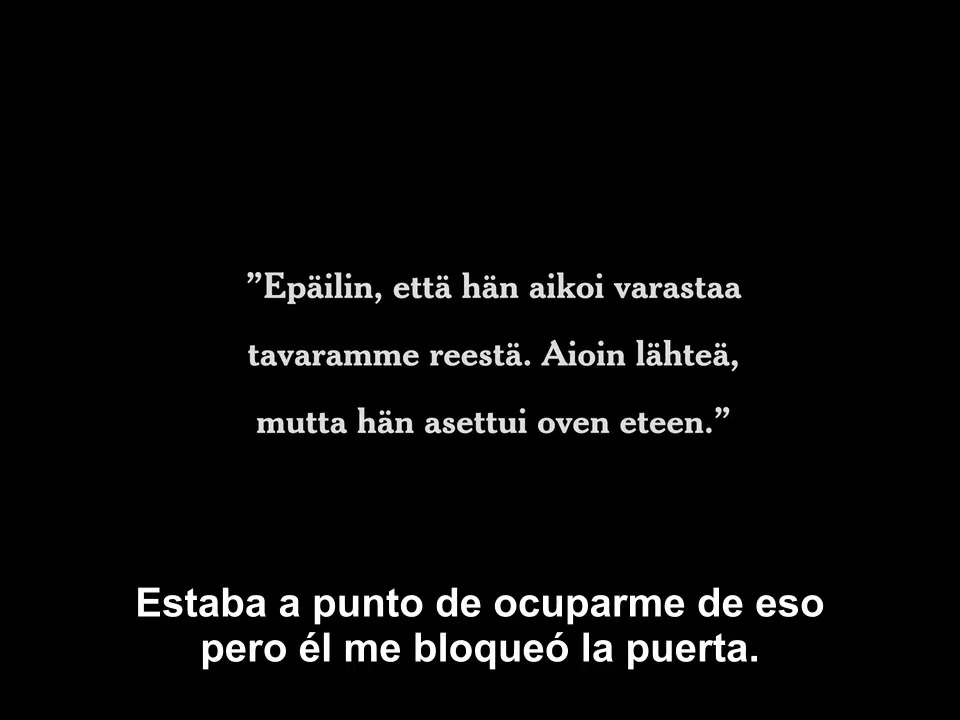 ”Epäilin, että hän aikoi varastaa
tavaramme reestä. Aioin lähteä,
mutta hän asettui oven eteen.”
Estaba a punto de ocuparme de eso
pero él me bloqueó la puerta.